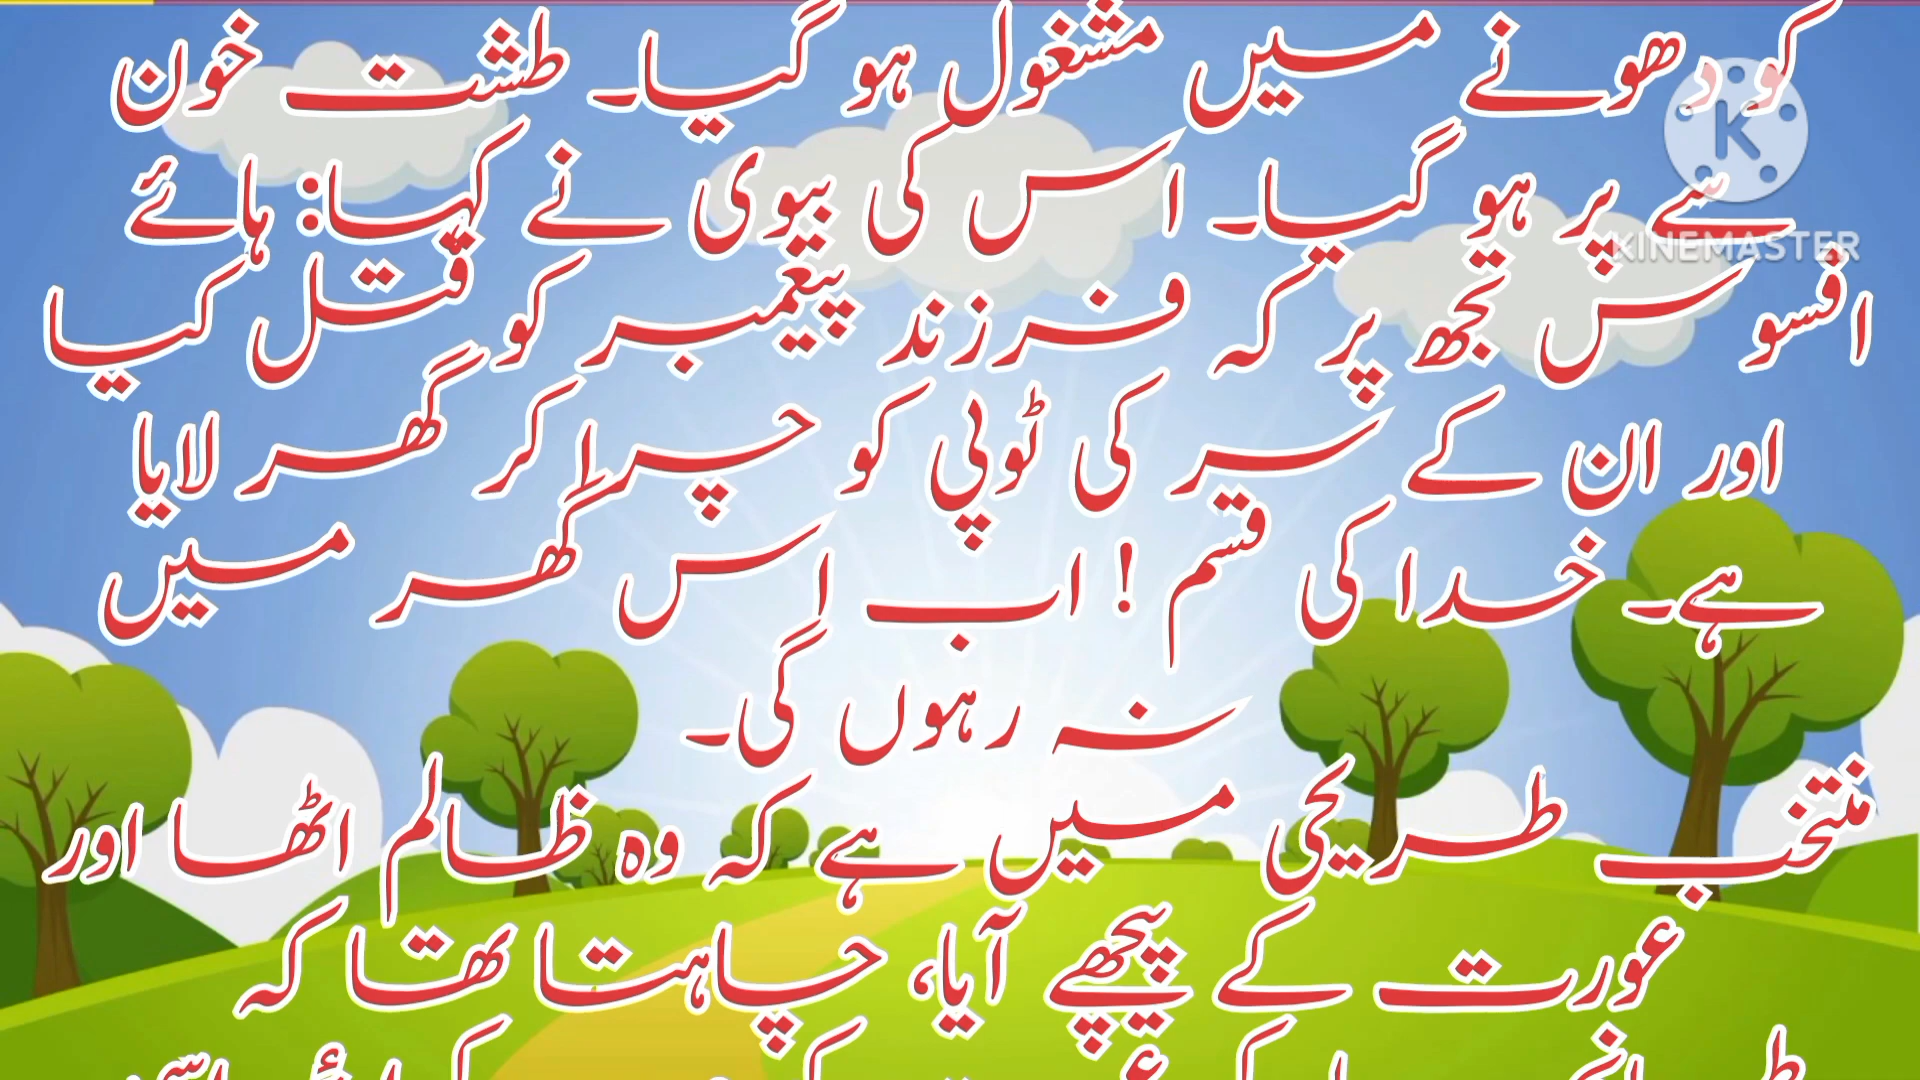 کو دھونے میں مشغول ہو گیا۔ طشت خون
سے پر ہو گیا۔ اس کی بیوی نے کہا: ہائے
افسوس تجھ پر کہ فرزند پیغمبر کو قتل کیا
اور ان کے سر کی ٹوپی کو چرا کر گھر لایا
ہے۔ خدا کی قسم ! اب اس گھر میں
نہ رہوں گی۔
منتخب طریحی میں ہے کہ وہ ظالم اٹھا اور
عورت کے پیچھے آیا، چاہتا تھا کہ
KINEMASTER